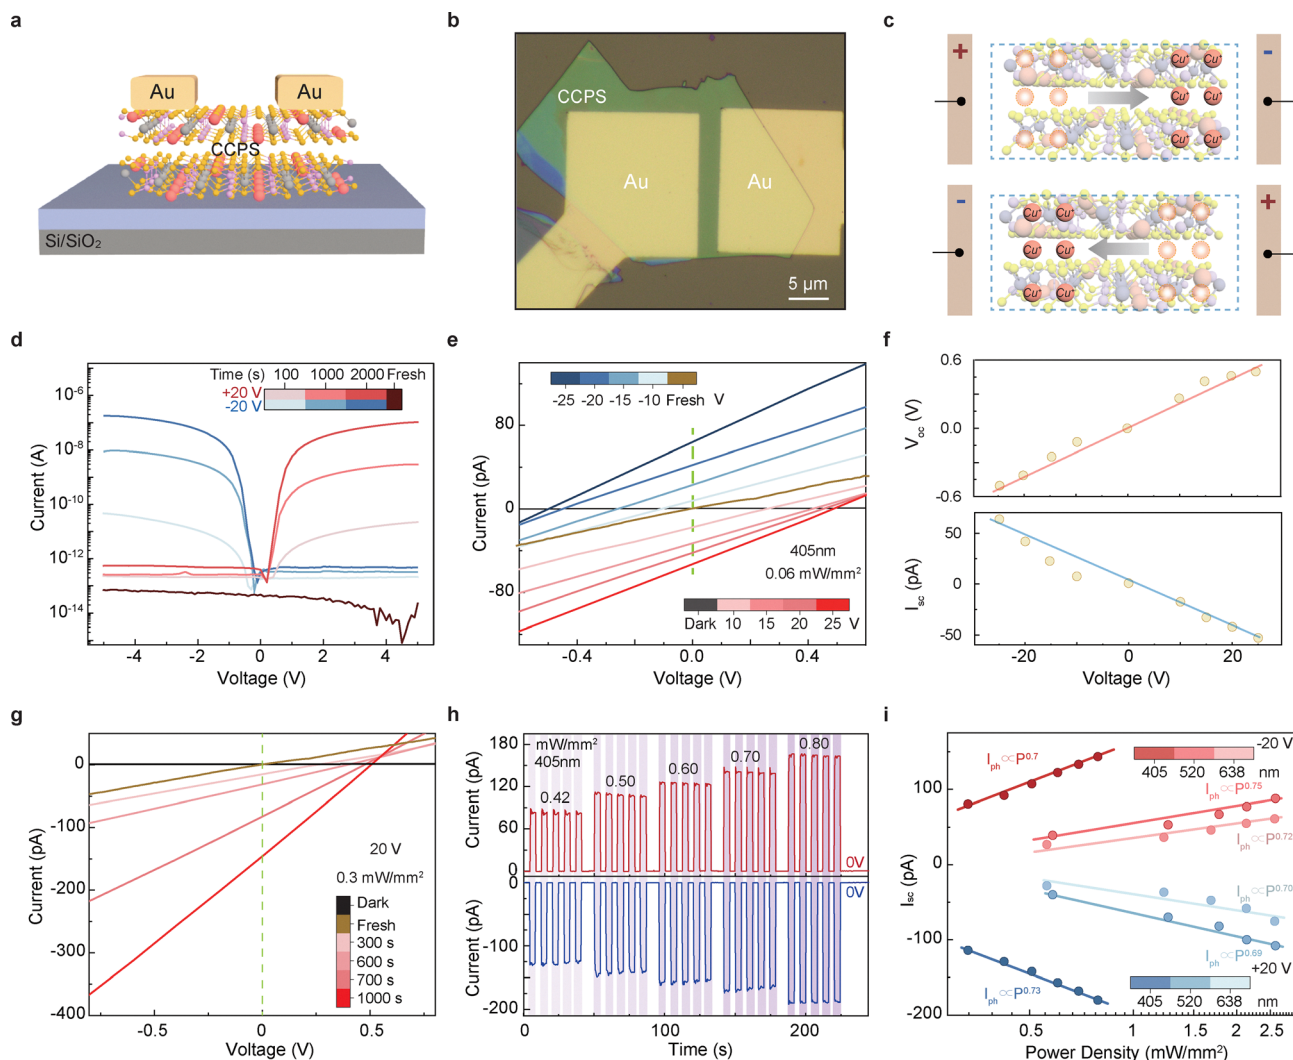 a
Au
Au
CCPS
Si/SiO₂
b
CCPS
Au
Au
5 μm
c
+
-
Cu⁺ Cu⁺
Cu⁺ Cu⁺
Cu⁺ Cu⁺
-
+
Cu⁺ Cu⁺
Cu⁺ Cu⁺
Cu⁺ Cu⁺
d
Time (s) 100 1000 2000 Fresh
+20 V
-20 V
10⁻⁶
10⁻⁸
10⁻¹⁰
10⁻¹²
10⁻¹⁴
Current (A)
-4 -2 0 2 4
Voltage (V)
e
-25 -20 -15 -10 Fresh V
80
0
-80
Current (pA)
405nm
0.06 mW/mm²
Dark 10 15 20 25 V
-0.4 0.0 0.4
Voltage (V)
f
0.6
0.0
-0.6
Voc (V)
50
0
-50
Isc (pA)
-20 0 20
Voltage (V)
g
0
-100
-200
-300
-400
Current (pA)
20 V
0.3 mW/mm²
Dark
Fresh
300 s
600 s
700 s
1000 s
-0.5 0.0 0.5
Voltage (V)
h
mW/mm²
405nm
0.42
0.50
0.60
0.70
0.80
180
120
60
0
Current (pA)
0V
0
-100
-200
Current (pA)
0V
0 100 200
Time (s)
i
Iph∝P⁰·⁷
-20 V
405 520 638 nm
Iph∝P⁰·⁷⁵
Iph∝P⁰·⁷²
Iph∝P⁰·⁷⁰
Iph∝P⁰·⁶⁹
Iph∝P⁰·⁷³
+20 V
405 520 638 nm
100
0
-100
-200
Isc (pA)
0.5 1 1.5 2 2.5
Power Density (mW/mm²)